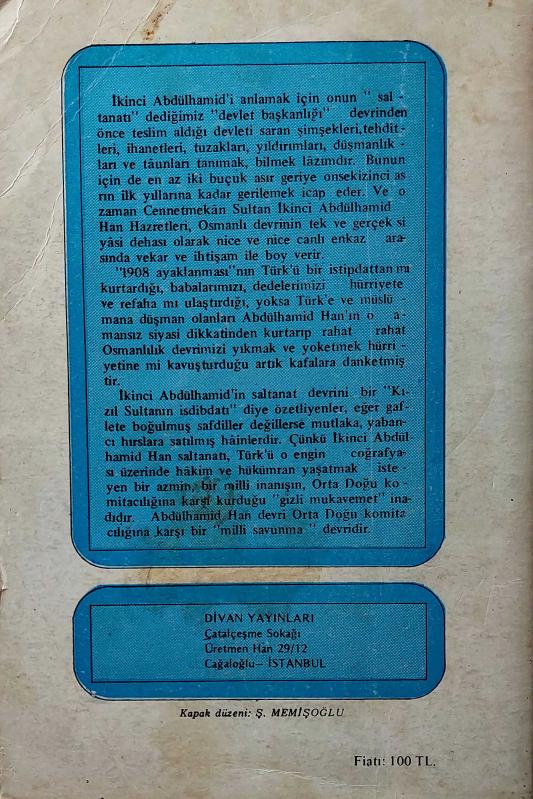 İkinci Abdülhamid'i anlamak için onun " sal -
tanatı" dediğimiz "devlet başkanlığı" devrinden
önce teslim aldığı devleti saran şimşekleri,tehdit-
leri, ihanetleri, tuzakları, yıldırımları, düşmanlık -
ları ve tâunları tanımak, bilmek lâzımdır. Bunun
için de en az iki buçuk asır geriye onsekizinci as
rın ilk yıllarına kadar gerilemek icap eder. Ve o
zaman Cennetmekân Sultan İkinci Abdülhamid
Han Hazretleri, Osmanlı devrinin tek ve gerçek si
yâsi dehası olarak nice ve nice canlı enkaz ara-
sında vekar ve ihtişam ile boy verir.
"1908 ayaklanması"nın Türk'ü bir istipdattan mı
kurtardığı, babalarımızı, dedelerimizi hürriyete
ve refaha mı ulaştırdığı, yoksa Türk'e ve müslü -
mana düşman olanları Abdülhamid Han'ın o a-
mansız siyasi dikkatinden kurtarıp rahat rahat
Osmanlılık devrimizi yıkmak ve yoketmek hürri -
yetine mi kavuşturduğu artık kafalara danketmiş
tir.
İkinci Abdülhamid'in saltanat devrini bir "Kı-
zıl Sultanın isdibdatı" diye özetliyenler, eğer gaf-
lete boğulmuş safdiller değillerse mutlaka, yaban-
cı hırslara satılmış hâinlerdir. Çünkü İkinci Abdül-
hamid Han saltanatı, Türk'ü o engin coğrafya-
sı üzerinde hâkim ve hükümran yaşatmak iste -
yen bir azmin, bir milli inanışın, Orta Doğu ko -
mitacılığına karşı kurduğu "gizli mukavemet" ina-
dıdır. Abdülhamid Han devri Orta Doğu komita
cılığına karşı bir "milli savunma " devridir.
DİVAN YAYINLARI
Çatalçeşme Sokağı
Üretmen Han 29/12
Cağaloğlu- İSTANBUL
Kapak düzeni: Ş. MEMİŞOĞLU
Fiatı: 100 TL.